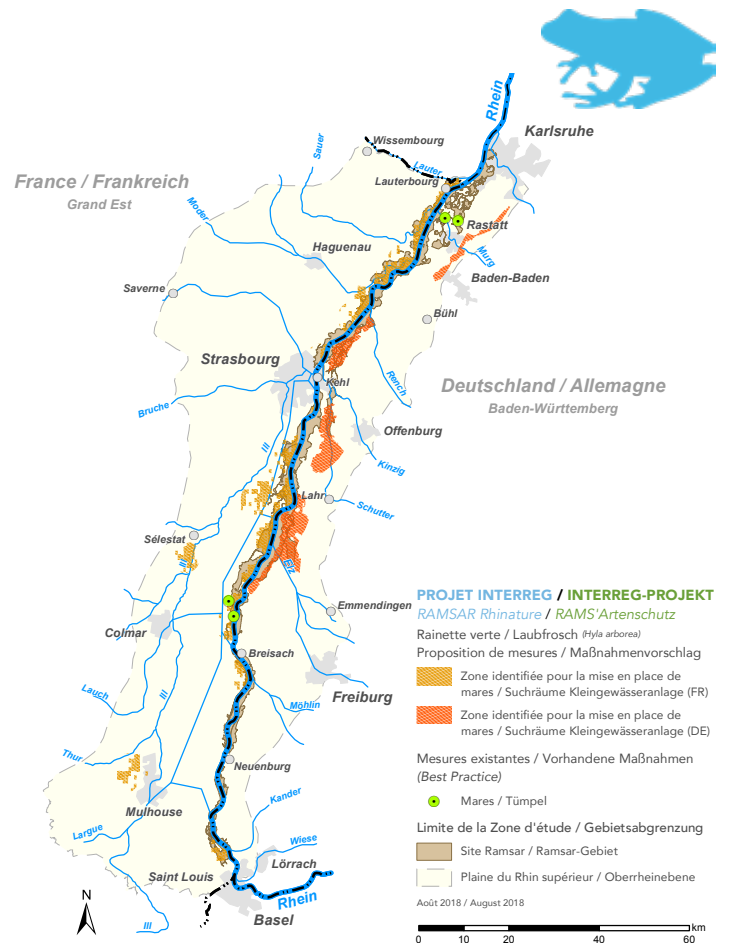 Rhein
Karlsruhe
Sauer
Wissembourg
Lauter
Lauterbourg
France / Frankreich
Grand Est
Moder
Rastatt
Haguenau
Murg
Baden-Baden
Saverne
Bühl
Strasbourg
Kehl
Rench
Deutschland / Allemagne
Baden-Württemberg
Bruche
Offenburg
Ill
Kinzig
Lahr
Schutter
Sélestat
Ill
Elz
Emmendingen
Colmar
Breisach
Lauch
Ill
Freiburg
Möhlin
Thur
Neuenburg
Mulhouse
Kander
Largue
Wiese
Lörrach
Saint Louis
Rhein
Basel
N
Ill
PROJET INTERREG / INTERREG-PROJEKT
RAMSAR Rhinature / RAMS'Artenschutz
Rainette verte / Laubfrosch (Hyla arborea)
Proposition de mesures / Maßnahmenvorschlag
Zone identifiée pour la mise en place de
mares / Suchräume Kleingewässeranlage (FR)
Zone identifiée pour la mise en place de
mares / Suchräume Kleingewässeranlage (DE)
Mesures existantes / Vorhandene Maßnahmen
(Best Practice)
Mares / Tümpel
Limite de la Zone d'étude / Gebietsabgrenzung
Site Ramsar / Ramsar-Gebiet
Plaine du Rhin supérieur / Oberrheinebene
Août 2018 / August 2018
km
0 10 20 40 60